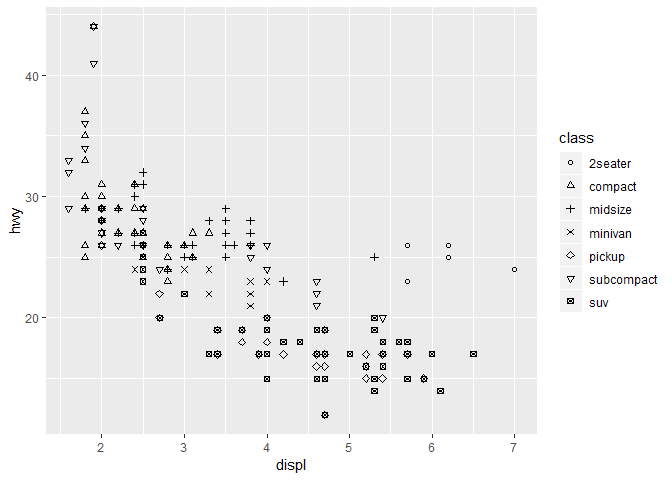 40
30
20
hwy
2
3
4
5
6
7
displ
class
2seater
compact
midsize
minivan
pickup
subcompact
suv